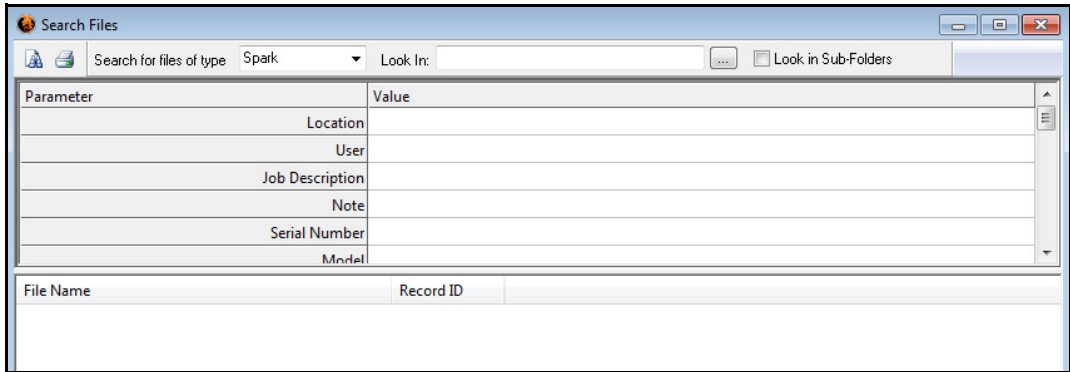 Search Files
Search for files of type Spark Look In: ... Look in Sub-Folders
Parameter Value
Location
User
Job Description
Note
Serial Number
Model
File Name Record ID